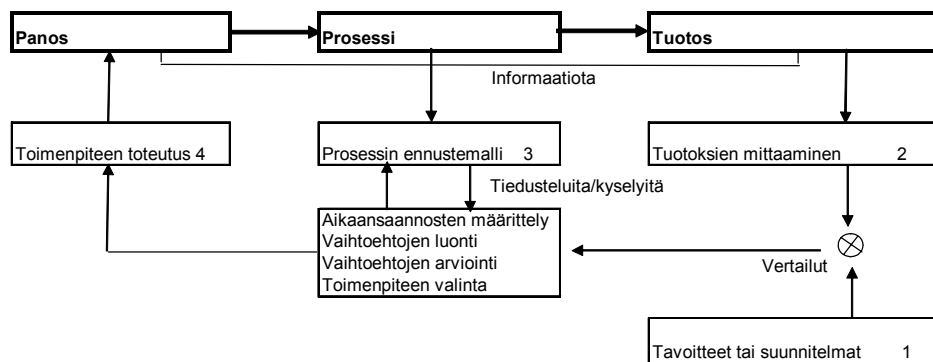 Panos
Prosessi
Tuotos
Informaatiota
Toimenpiteen toteutus 4
Prosessin ennustemalli 3
Tuotoksien mittaaminen 2
Tiedusteluita/kyselyitä
Aikaansaannosten määrittely
Vaihtoehtojen luonti
Vaihtoehtojen arviointi
Toimenpiteen valinta
Vertailut
Tavoitteet tai suunnitelmat 1